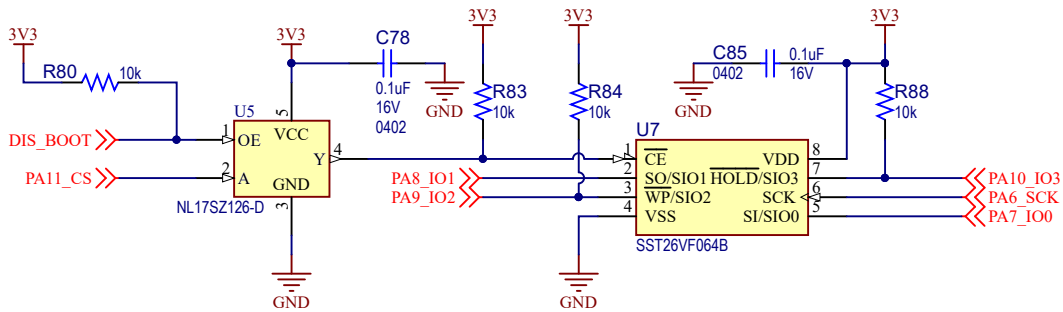 3V3
R80
10k
DIS_BOOT
PA11_CS
3V3
U5
5
1
OE
VCC
2
A
Y
4
GND
3
NL17SZ126-D
GND
C78
0.1uF
16V
0402
GND
3V3
R83
10k
3V3
R84
10k
PA8_IO1
PA9_IO2
GND
U7
1
CE
VDD
8
2
SO/SIO1
HOLD/SIO3
7
3
WP/SIO2
SCK
6
4
VSS
SI/SIO0
5
SST26VF064B
C85
0402
0.1uF
16V
GND
3V3
R88
10k
PA10_IO3
PA6_SCK
PA7_IO0